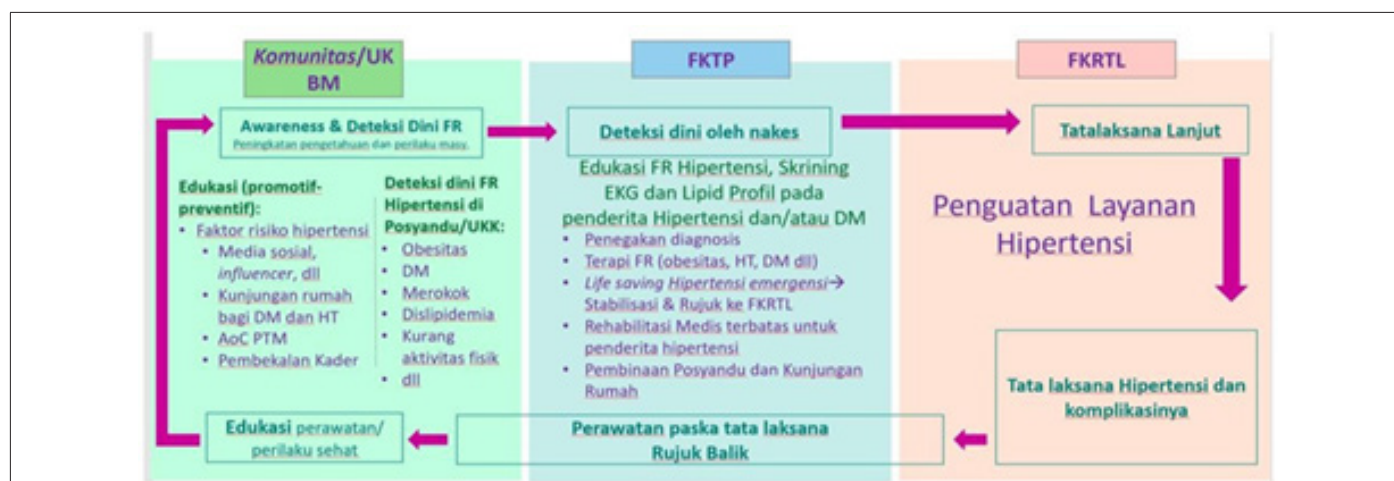 Komunitas/UK
BM
Awareness & Deteksi Dini FR
Peningkatan pengetahuan dan perilaku masy.
Edukasi (promotif-
preventif):
• Faktor risiko hipertensi
• Media sosial,
influencer, dll
• Kunjungan rumah
bagi DM dan HT
• AoC PTM
• Pembekalan Kader
Deteksi dini FR
Hipertensi di
Posyandu/UKK:
• Obesitas
• DM
• Merokok
• Dislipidemia
• Kurang
aktivitas fisik
• dll
Edukasi perawatan/
perilaku sehat
FKTP
Deteksi dini oleh nakes
Edukasi FR Hipertensi, Skrining
EKG dan Lipid Profil pada
penderita Hipertensi dan/atau DM
• Penegakan diagnosis
• Terapi FR (obesitas, HT, DM dll)
• Life saving Hipertensi emergensi→
Stabilisasi & Rujuk ke FKRTL
• Rehabilitasi Medis terbatas untuk
penderita hipertensi
• Pembinaan Posyandu dan Kunjungan
Rumah
Perawatan paska tata laksana
Rujuk Balik
FKRTL
Tatalaksana Lanjut
Penguatan Layanan
Hipertensi
Tata laksana Hipertensi dan
komplikasinya